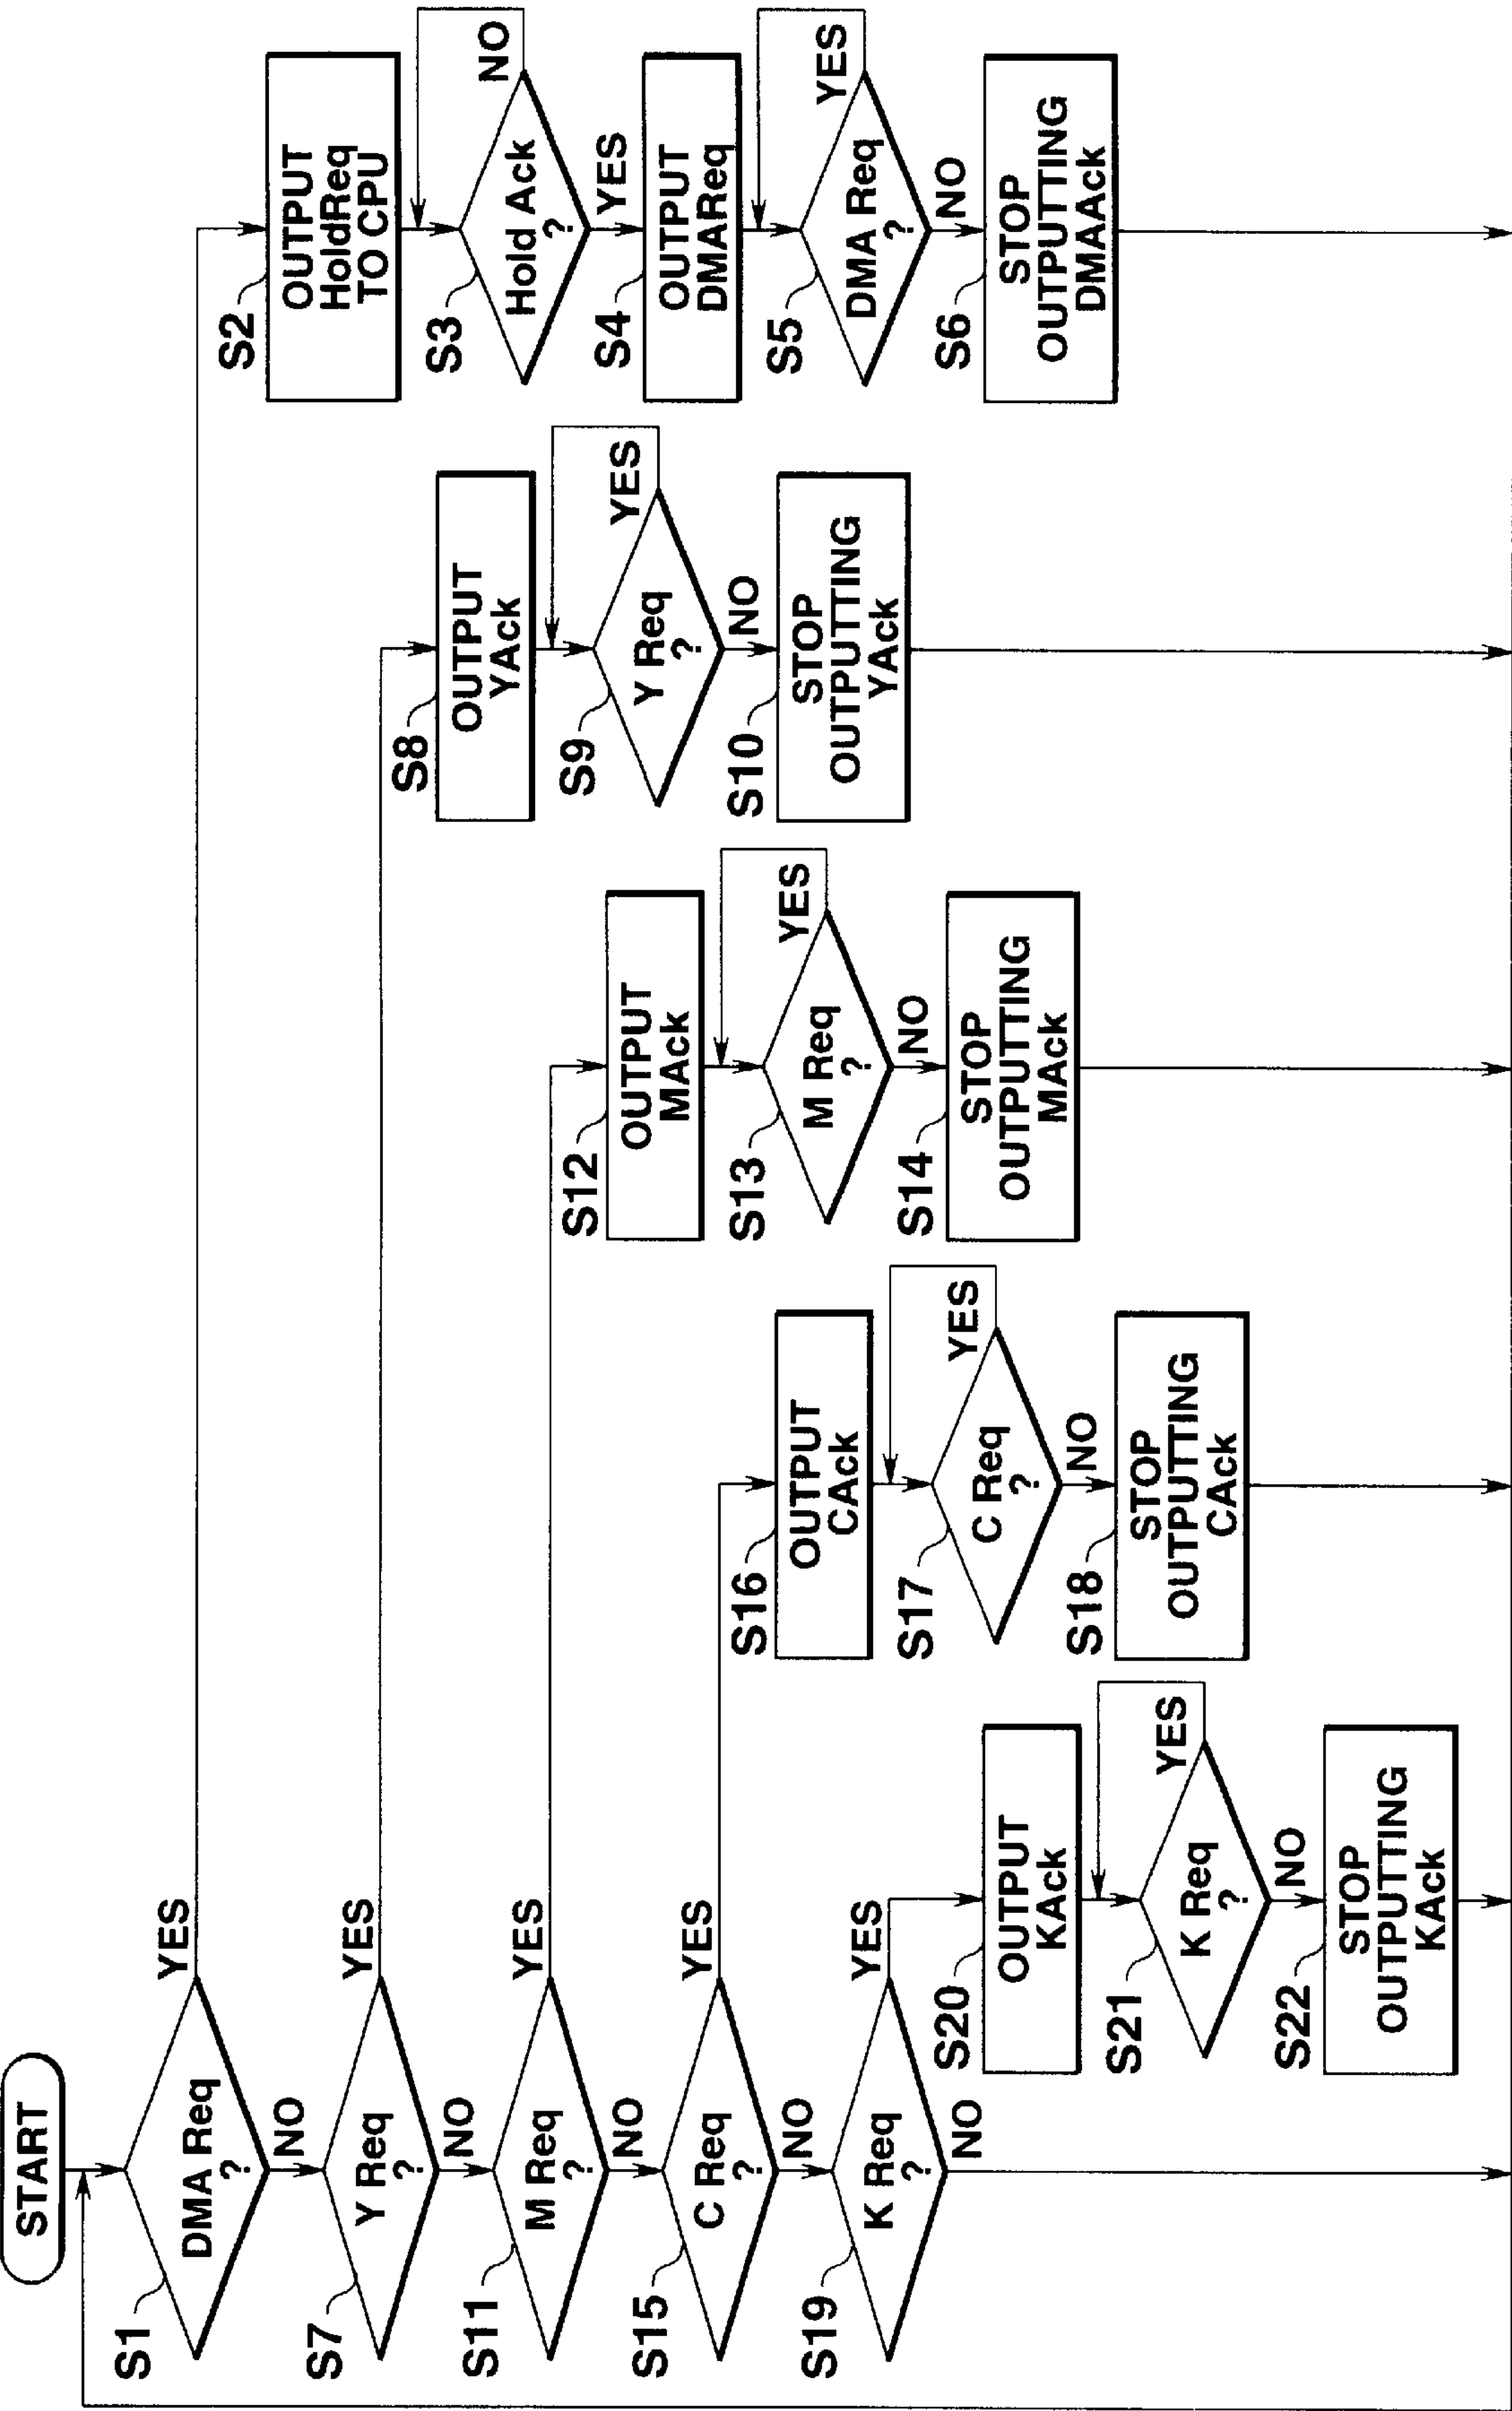 START
S1
DMA Req
?
YES
NO
S2
OUTPUT
HoldReq
TO CPU
S3
Hold Ack
?
NO
YES
S4
OUTPUT
DMAReq
S5
DMA Req
?
YES
NO
S6
STOP
OUTPUTTING
DMAAck
S7
Y Req
?
YES
NO
S8
OUTPUT
YAck
S9
Y Req
?
YES
NO
S10
STOP
OUTPUTTING
YAck
S11
M Req
?
YES
NO
S12
OUTPUT
MAck
S13
M Req
?
YES
NO
S14
STOP
OUTPUTTING
MAck
S15
C Req
?
YES
NO
S16
OUTPUT
CAck
S17
C Req
?
YES
NO
S18
STOP
OUTPUTTING
CAck
S19
K Req
?
YES
NO
S20
OUTPUT
KAck
S21
K Req
?
YES
NO
S22
STOP
OUTPUTTING
KAck